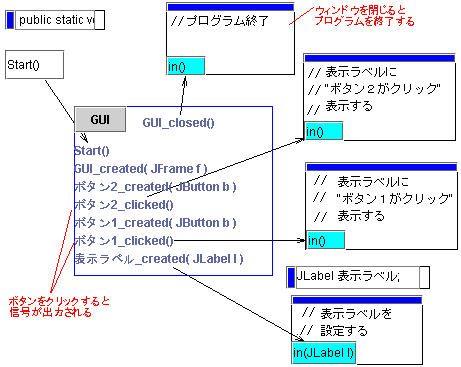 public static v
Start()
//プログラム終了
in()
ウィンドウを閉じると
プログラムを終了する
// 表示ラベルに
// "ボタン２がクリック"
// 表示する
in()
GUI
GUI_closed()
Start()
GUI_created( JFrame f )
ボタン2_created( JButton b )
ボタン2_clicked()
ボタン1_created( JButton b )
ボタン1_clicked()
表示ラベル_created( JLabel l )
// 表示ラベルに
// "ボタン１がクリック"
// 表示する
in()
ボタンをクリックすると
信号が出力される
JLabel 表示ラベル;
// 表示ラベルを
// 設定する
in(JLabel l)